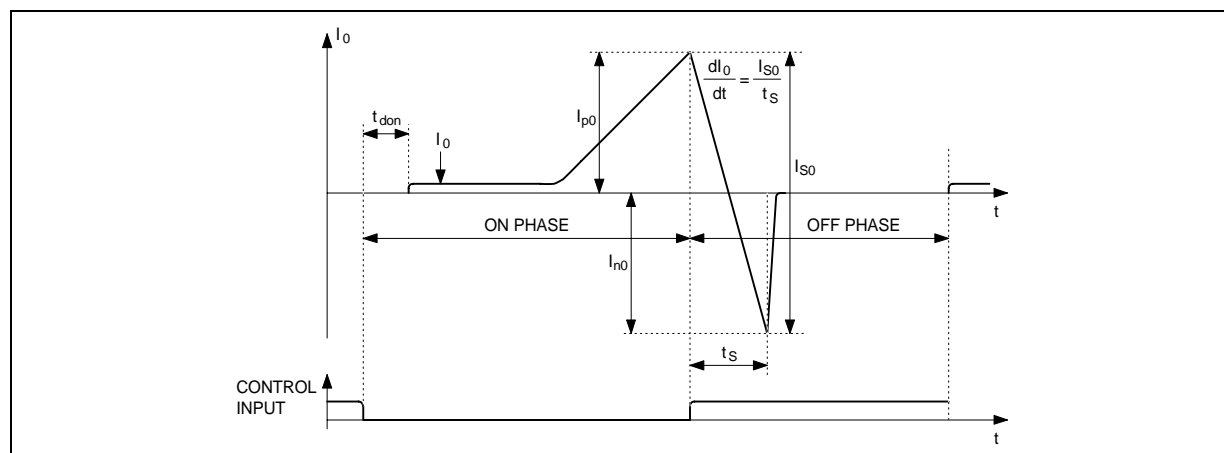 I0
dI0/dt = IS0/tS
Ip0
tdon
I0
IS0
t
ON PHASE
OFF PHASE
In0
tS
CONTROL
INPUT
t